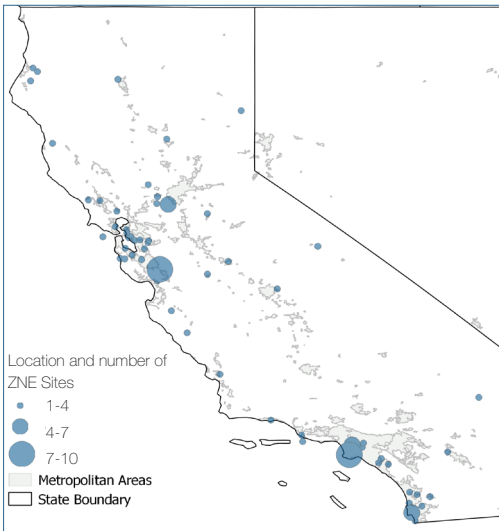 Location and number of
ZNE Sites
1-4
4-7
7-10
Metropolitan Areas
State Boundary